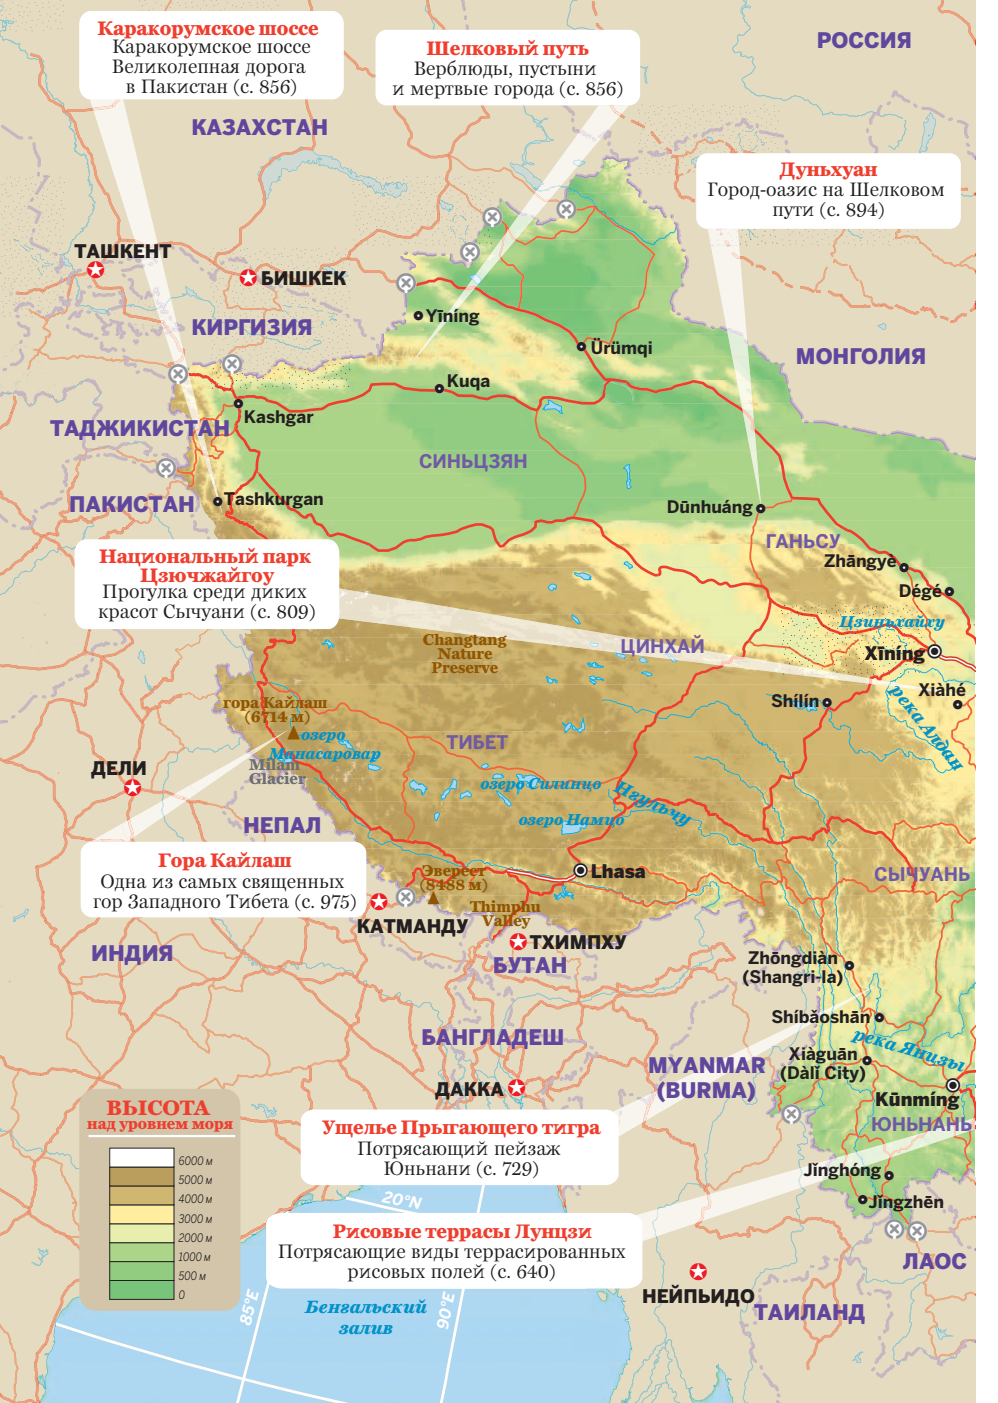 Каракорумское шоссе
Каракорумское шоссе
Великолепная дорога
в Пакистан (с. 856)
Шелковый путь
Верблюды, пустыни
и мертвые города (с. 856)
РОССИЯ
КАЗАХСТАН
Дуньхуан
Город-оазис на Шелковом
пути (с. 894)
ТАШКЕНТ
БИШКЕК
КИРГИЗИЯ
Yīníng
Ürümqi
МОНГОЛИЯ
Kuqa
Kashgar
ТАДЖИКИСТАН
СИНЬЦЗЯН
ПАКИСТАН
Tashkurgan
Dūnhuáng
ГАНЬСУ
Zhāngyè
Dégé
Национальный парк
Цзючжайгоу
Прогулка среди диких
красот Сычуани (с. 809)
Цзиньхайху
Changtang
Nature
Preserve
ЦИНХАЙ
Xīníng
Xiàhé
Shílín
река Алдан
гора Кайлаш
(6714 м)
озеро
Манасаровар
Milam
Glacier
ТИБЕТ
ДЕЛИ
озеро Силинцо
Нгульчу
озеро Намцо
НЕПАЛ
Гора Кайлаш
Одна из самых священных
гор Западного Тибета (с. 975)
Эверест
(8488 м)
Lhasa
СЫЧУАНЬ
Thimphu
Valley
КАТМАНДУ
ТХИМПХУ
БУТАН
ИНДИЯ
Zhōngdiàn
(Shangri-la)
Shíbǎoshān
река Янцзы
БАНГЛАДЕШ
Xiàguān
(Dàlǐ City)
MYANMAR
(BURMA)
ДАККА
Kūnmíng
ЮНЬНАНЬ
ВЫСОТА
над уровнем моря
6000 м
5000 м
4000 м
3000 м
2000 м
1000 м
500 м
0
Ущелье Прыгающего тигра
Потрясающий пейзаж
Юньнани (с. 729)
Jǐnghóng
Jǐngzhēn
20°N
Рисовые террасы Лунцзи
Потрясающие виды террасированных
рисовых полей (с. 640)
ЛАОС
85°E
90°E
Бенгальский
залив
НЕЙПЬИДО
ТАИЛАНД